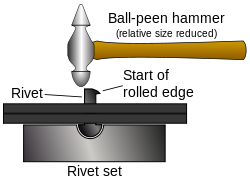 Ball-peen hammer
(relative size reduced)
Start of
rolled edge
Rivet
Rivet set